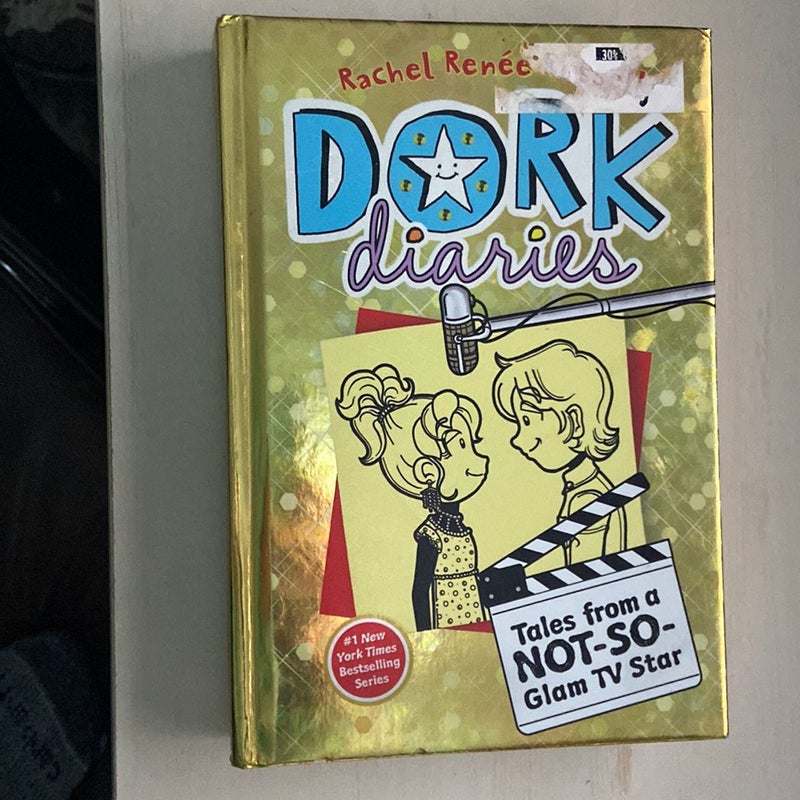 30%
Rachel Renée
DORK
diaries
#1 New
York Times
Bestselling
Series
Tales from a
NOT-SO-
Glam TV Star